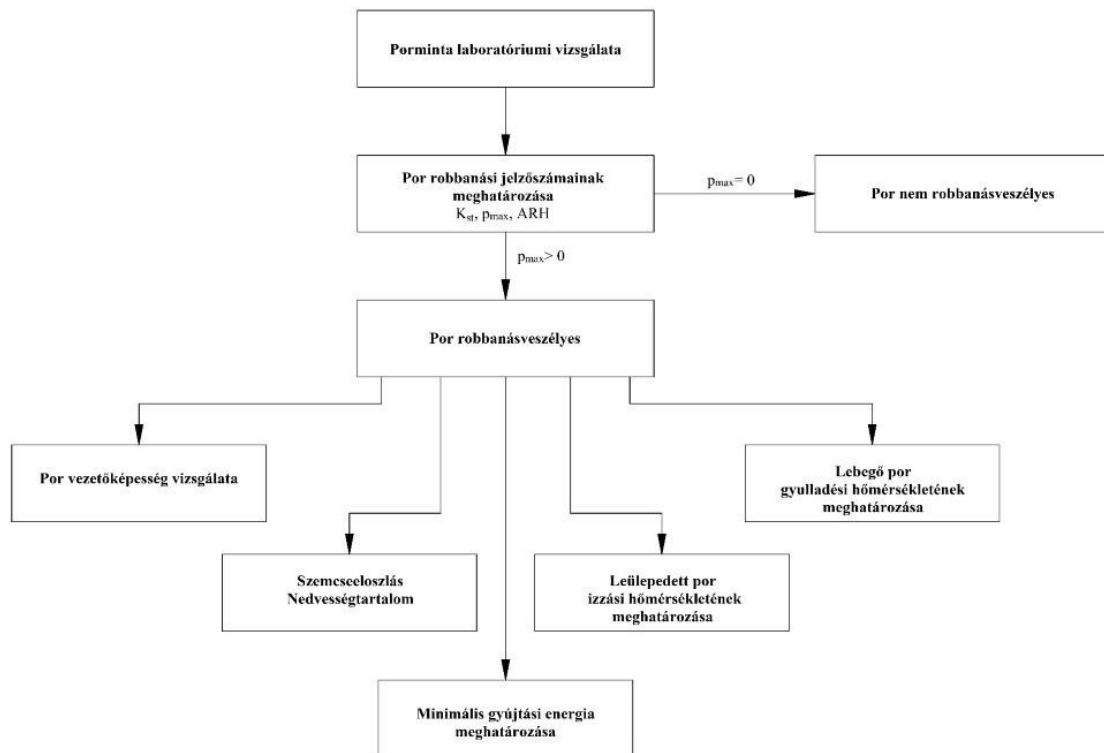 Porminta laboratóriumi vizsgálata
Por robbanási jelzőszámainak
meghatározása
Kst, pmax, ARH
pmax= 0
Por nem robbanásveszélyes
pmax> 0
Por robbanásveszélyes
Por vezetőképesség vizsgálata
Lebegő por
gyulladési hőmérsékletének
meghatározása
Szemcseeloszlás
Nedvességtartalom
Leülepedett por
izzási hőmérsékletének
meghatározása
Minimális gyújtási energia
meghatározása